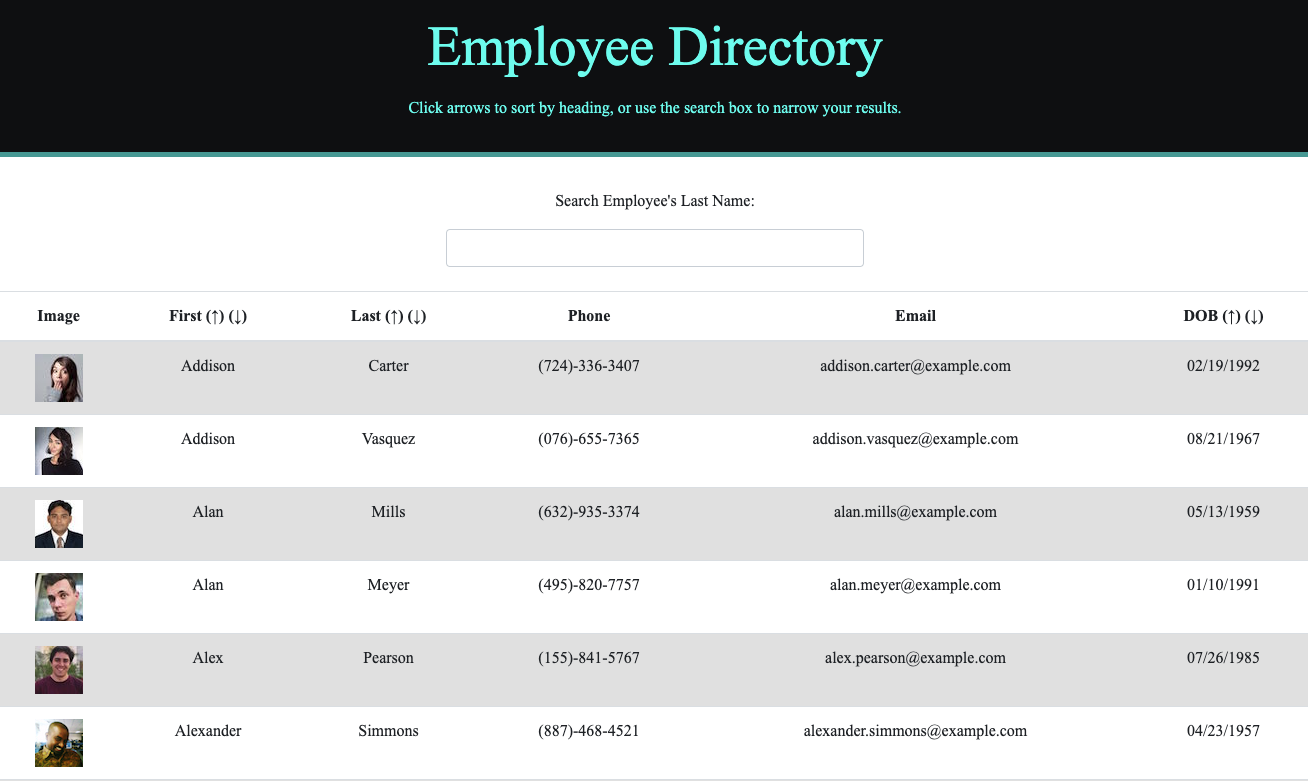 Employee Directory
Click arrows to sort by heading, or use the search box to narrow your results.
Search Employee's Last Name:
Image First (↑) (↓) Last (↑) (↓) Phone Email DOB (↑) (↓)
Addison Carter (724)-336-3407 addison.carter@example.com 02/19/1992
Addison Vasquez (076)-655-7365 addison.vasquez@example.com 08/21/1967
Alan Mills (632)-935-3374 alan.mills@example.com 05/13/1959
Alan Meyer (495)-820-7757 alan.meyer@example.com 01/10/1991
Alex Pearson (155)-841-5767 alex.pearson@example.com 07/26/1985
Alexander Simmons (887)-468-4521 alexander.simmons@example.com 04/23/1957